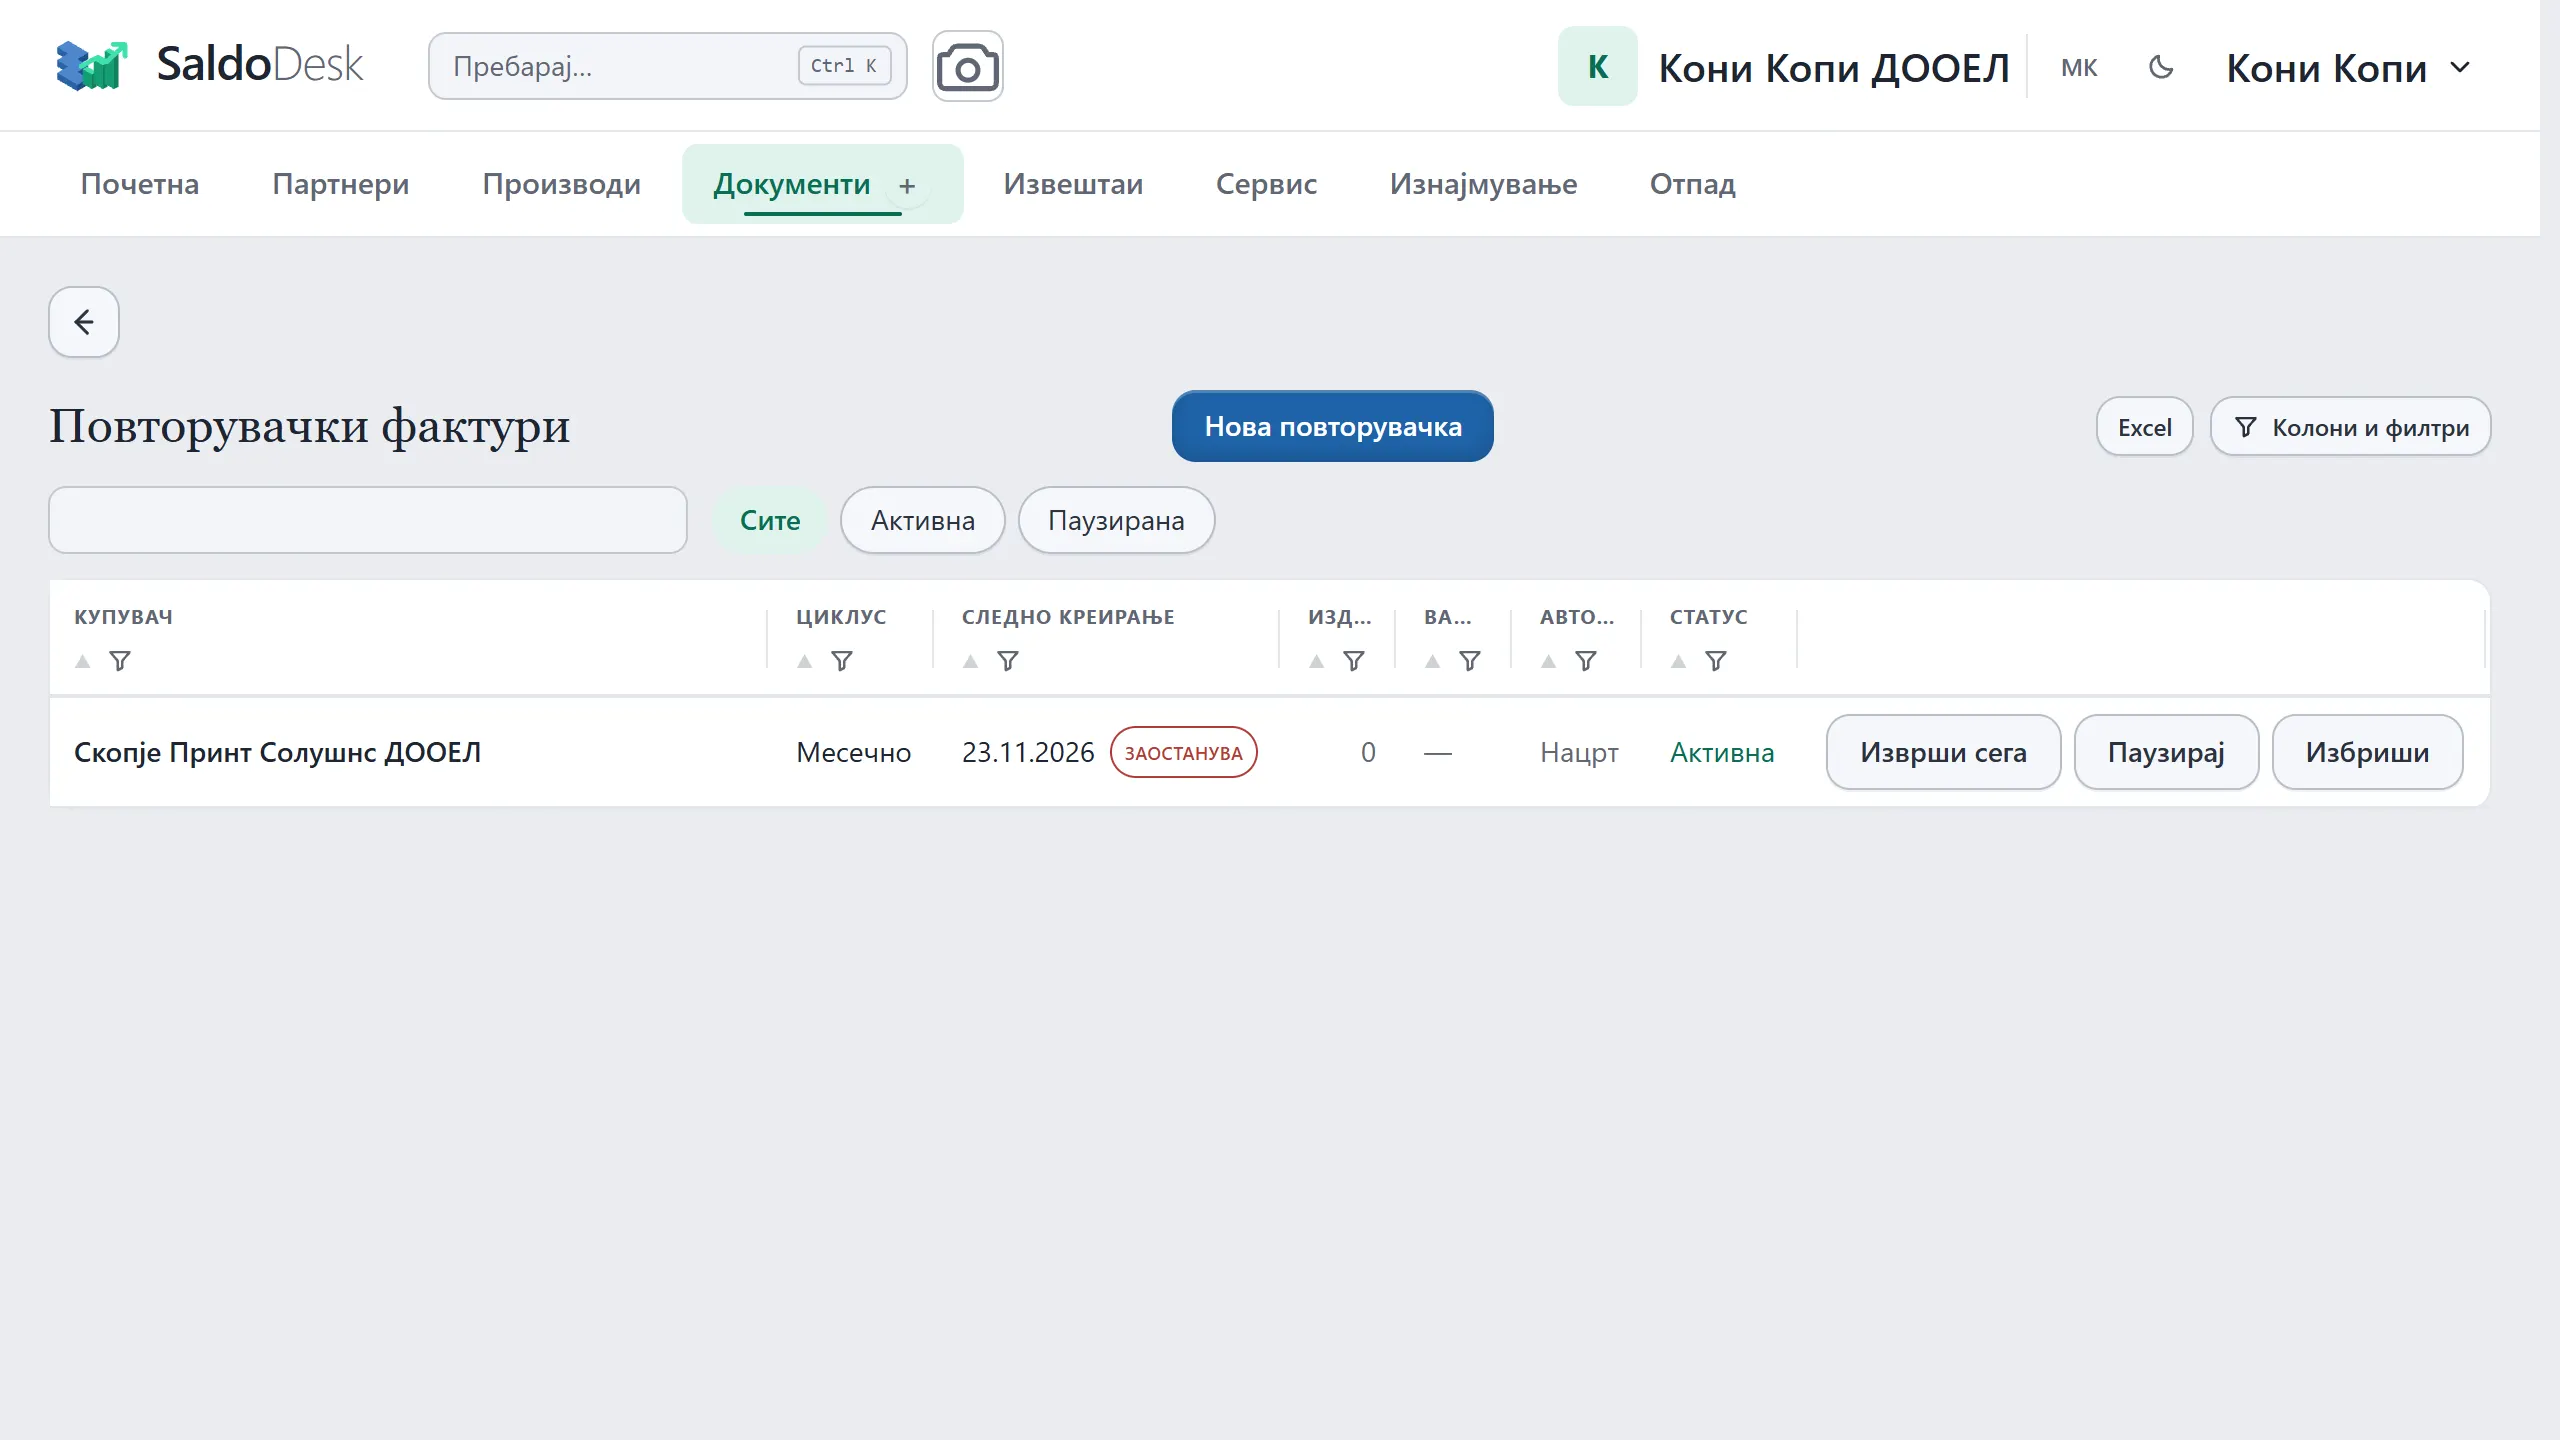 SaldoDesk
Пребарај... Ctrl K
К Кони Копи ДООЕЛ МК Кони Копи
Почетна Партнери Производи Документи + Извештаи Сервис Изнајмување Отпад
Повторувачки фактури Нова повторувачка Excel Колони и филтри
Сите Активна Паузирана
КУПУВАЧ ЦИКЛУС СЛЕДНО КРЕИРАЊЕ ИЗД... ВА... АВТО... СТАТУС
Скопје Принт Солушнс ДООЕЛ Месечно 23.11.2026 ЗАОСТАНУВА 0 — Нацрт Активна Изврши сега Паузирај Избриши